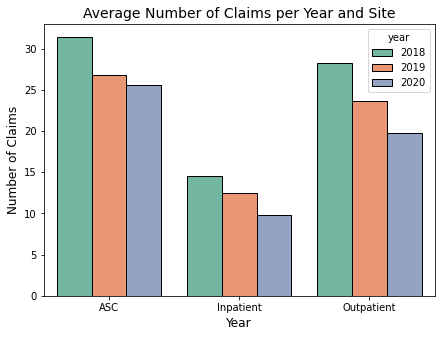 Average Number of Claims per Year and Site
year
2018
2019
2020
Number of Claims
30
25
20
15
10
5
0
ASC Inpatient Outpatient
Year